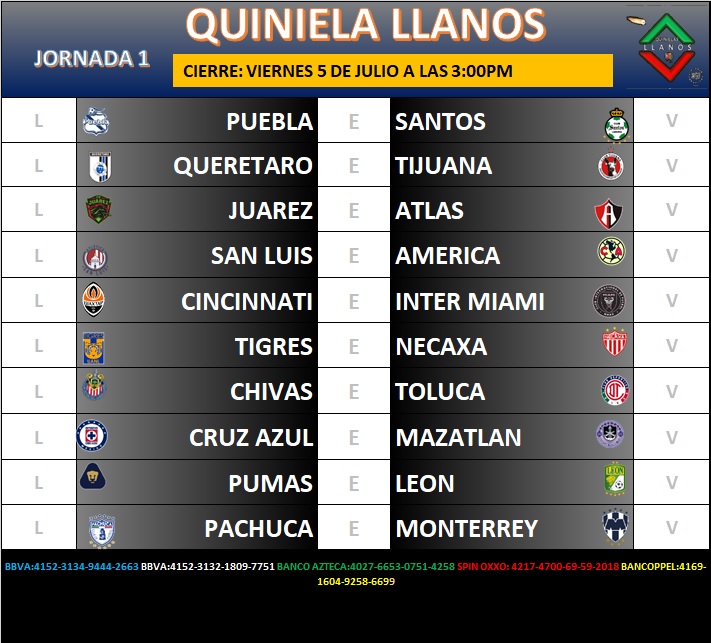 QUINIELA LLANOS
JORNADA 1
CIERRE: VIERNES 5 DE JULIO A LAS 3:00PM
QUINIELAS
LLANOS
L PUEBLA E SANTOS V
L QUERETARO E TIJUANA V
L JUAREZ E ATLAS V
L SAN LUIS E AMERICA V
L CINCINNATI E INTER MIAMI V
L TIGRES E NECAXA V
L CHIVAS E TOLUCA V
L CRUZ AZUL E MAZATLAN V
L PUMAS E LEON V
L PACHUCA E MONTERREY V
BBVA:4152-3134-9444-2663 BBVA:4152-3132-1809-7751 BANCO AZTECA:4027-6653-0751-4258 SPIN OXXO: 4217-4700-69-59-2018 BANCOPPEL:4169-
1604-9258-6699